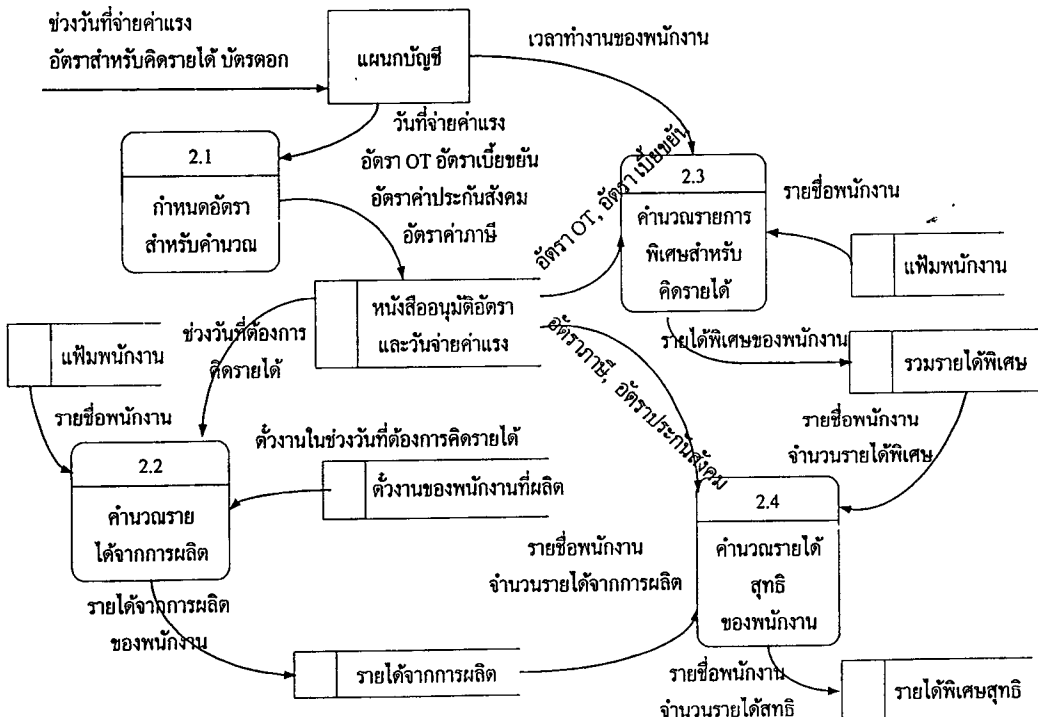 ช่วงวันที่จ่ายค่าแรง
อัตราสำหรับคิดรายได้ บัตรตอก
แผนกบัญชี
เวลาทำงานของพนักงาน
วันที่จ่ายค่าแรง
อัตรา OT อัตราเบี้ยขยัน
อัตราค่าประกันสังคม
อัตราค่าภาษี
2.1
กำหนดอัตรา
สำหรับคำนวณ
อัตรา OT, อัตราเบี้ยขยัน
2.3
คำนวณรายการ
พิเศษสำหรับ
คิดรายได้
รายชื่อพนักงาน
แฟ้มพนักงาน
หนังสืออนุมัติอัตรา
และวันจ่ายค่าแรง
ช่วงวันที่ต้องการ
คิดรายได้
แฟ้มพนักงาน
รายชื่อพนักงาน
อัตราภาษี, อัตราประกันสังคม
รายได้พิเศษของพนักงาน
รวมรายได้พิเศษ
รายชื่อพนักงาน
จำนวนรายได้พิเศษ
2.2
คำนวณราย
ได้จากการผลิต
ตั๋วงานในช่วงวันที่ต้องการคิดรายได้
ตั๋วงานของพนักงานที่ผลิต
2.4
คำนวณรายได้
สุทธิ
ของพนักงาน
รายชื่อพนักงาน
จำนวนรายได้จากการผลิต
รายได้จากการผลิต
ของพนักงาน
รายได้จากการผลิต
รายชื่อพนักงาน
จำนวนรายได้สุทธิ
รายได้พิเศษสุทธิ